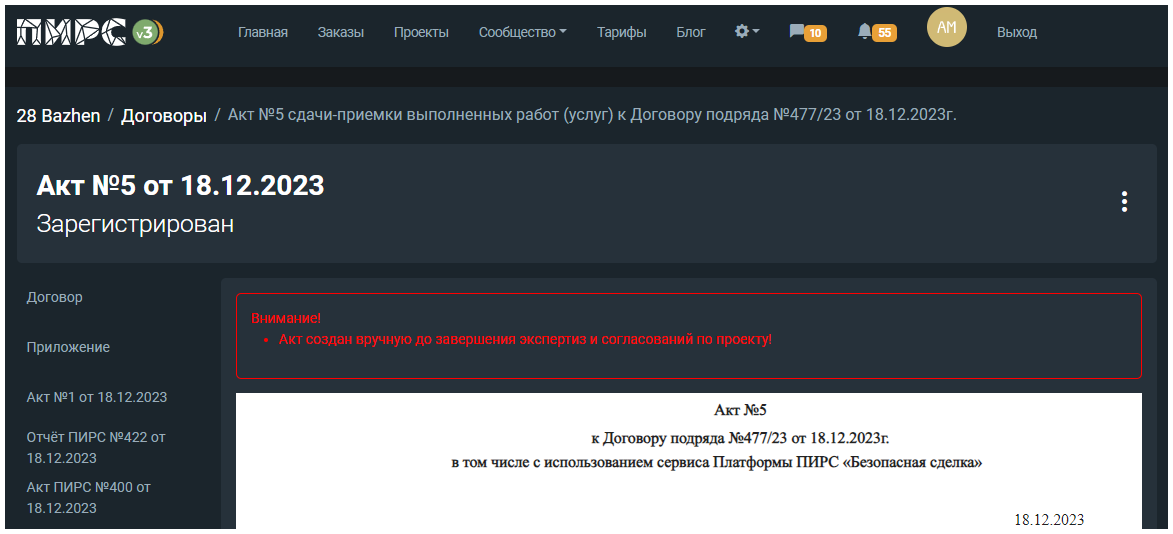 ПИРС v3 Главная Заказы Проекты Сообщество Тарифы Блог 10 55 AM Выход
28 Bazhen / Договоры / Акт №5 сдачи-приемки выполненных работ (услуг) к Договору подряда №477/23 от 18.12.2023г.
Акт №5 от 18.12.2023
Зарегистрирован
Договор
Приложение
Акт №1 от 18.12.2023
Отчёт ПИРС №422 от
18.12.2023
Акт ПИРС №400 от
18.12.2023
Внимание!
• Акт создан вручную до завершения экспертиз и согласований по проекту!
Акт №5
к Договору подряда №477/23 от 18.12.2023г.
в том числе с использованием сервиса Платформы ПИРС «Безопасная сделка»
18.12.2023